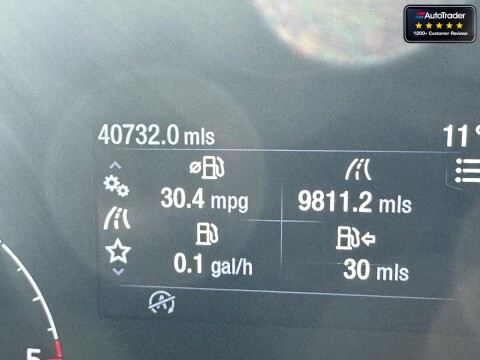 AutoTrader
1200+ Customer Reviews
40732.0 mls
11°
30.4 mpg
9811.2 mls
0.1 gal/h
30 mls
A
5